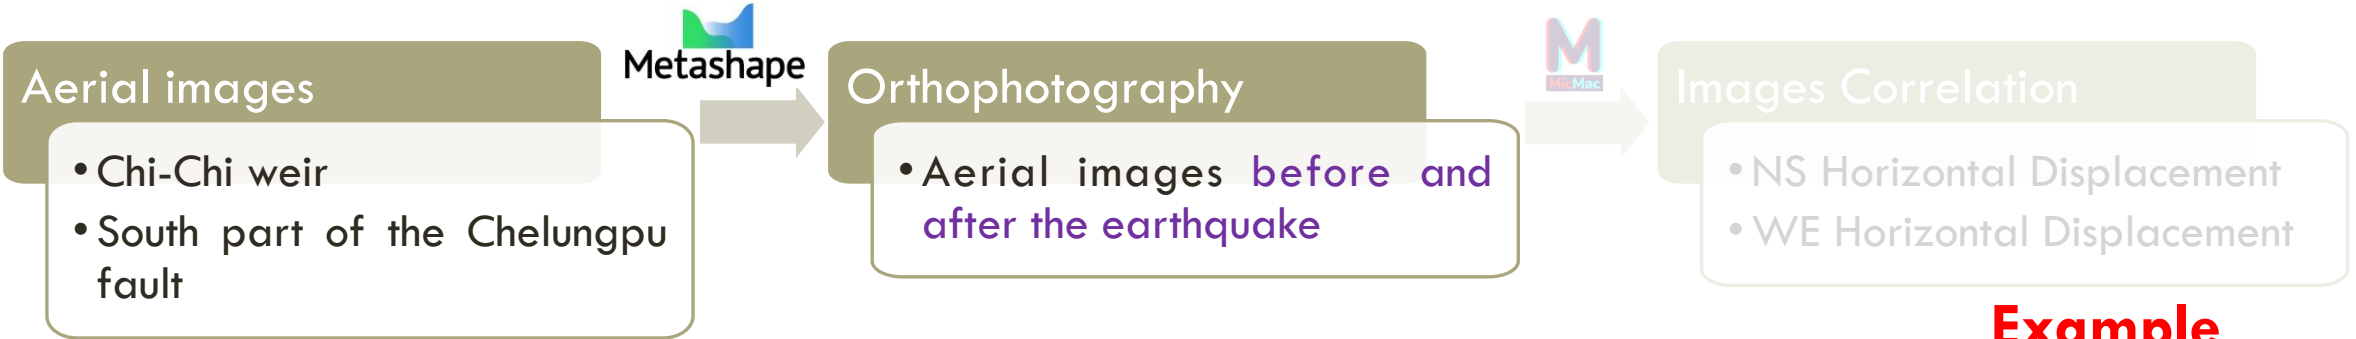 Aerial images
• Chi-Chi weir
• South part of the Chelungpu
fault
Metashape
Orthophotography
• Aerial images before and
after the earthquake
M
MicMac
Images Correlation
• NS Horizontal Displacement
• WE Horizontal Displacement
Example